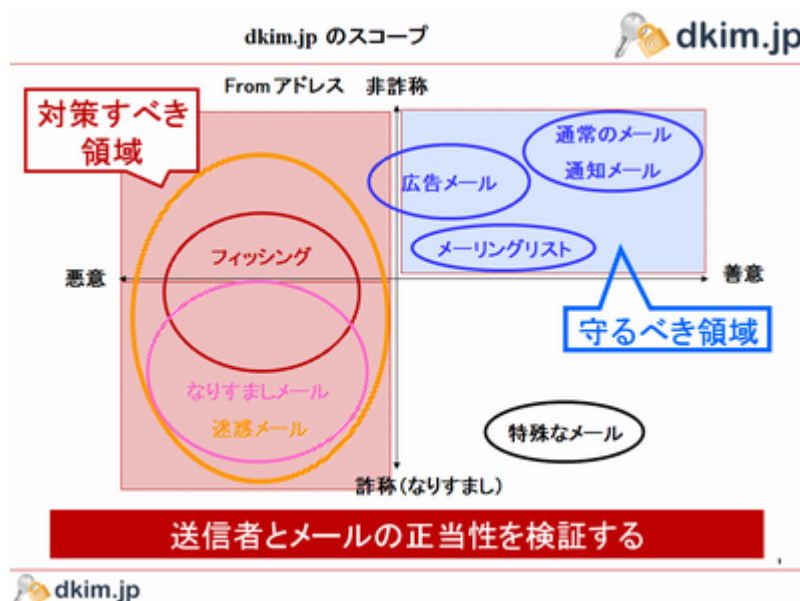 dkim.jp のスコープ
dkim.jp
From アドレス 非詐称
対策すべき
領域
通常のメール
通知メール
広告メール
フィッシング
メーリングリスト
悪意
善意
守るべき領域
なりすましメール
迷惑メール
特殊なメール
詐称(なりすまし)
送信者とメールの正当性を検証する
1
dkim.jp